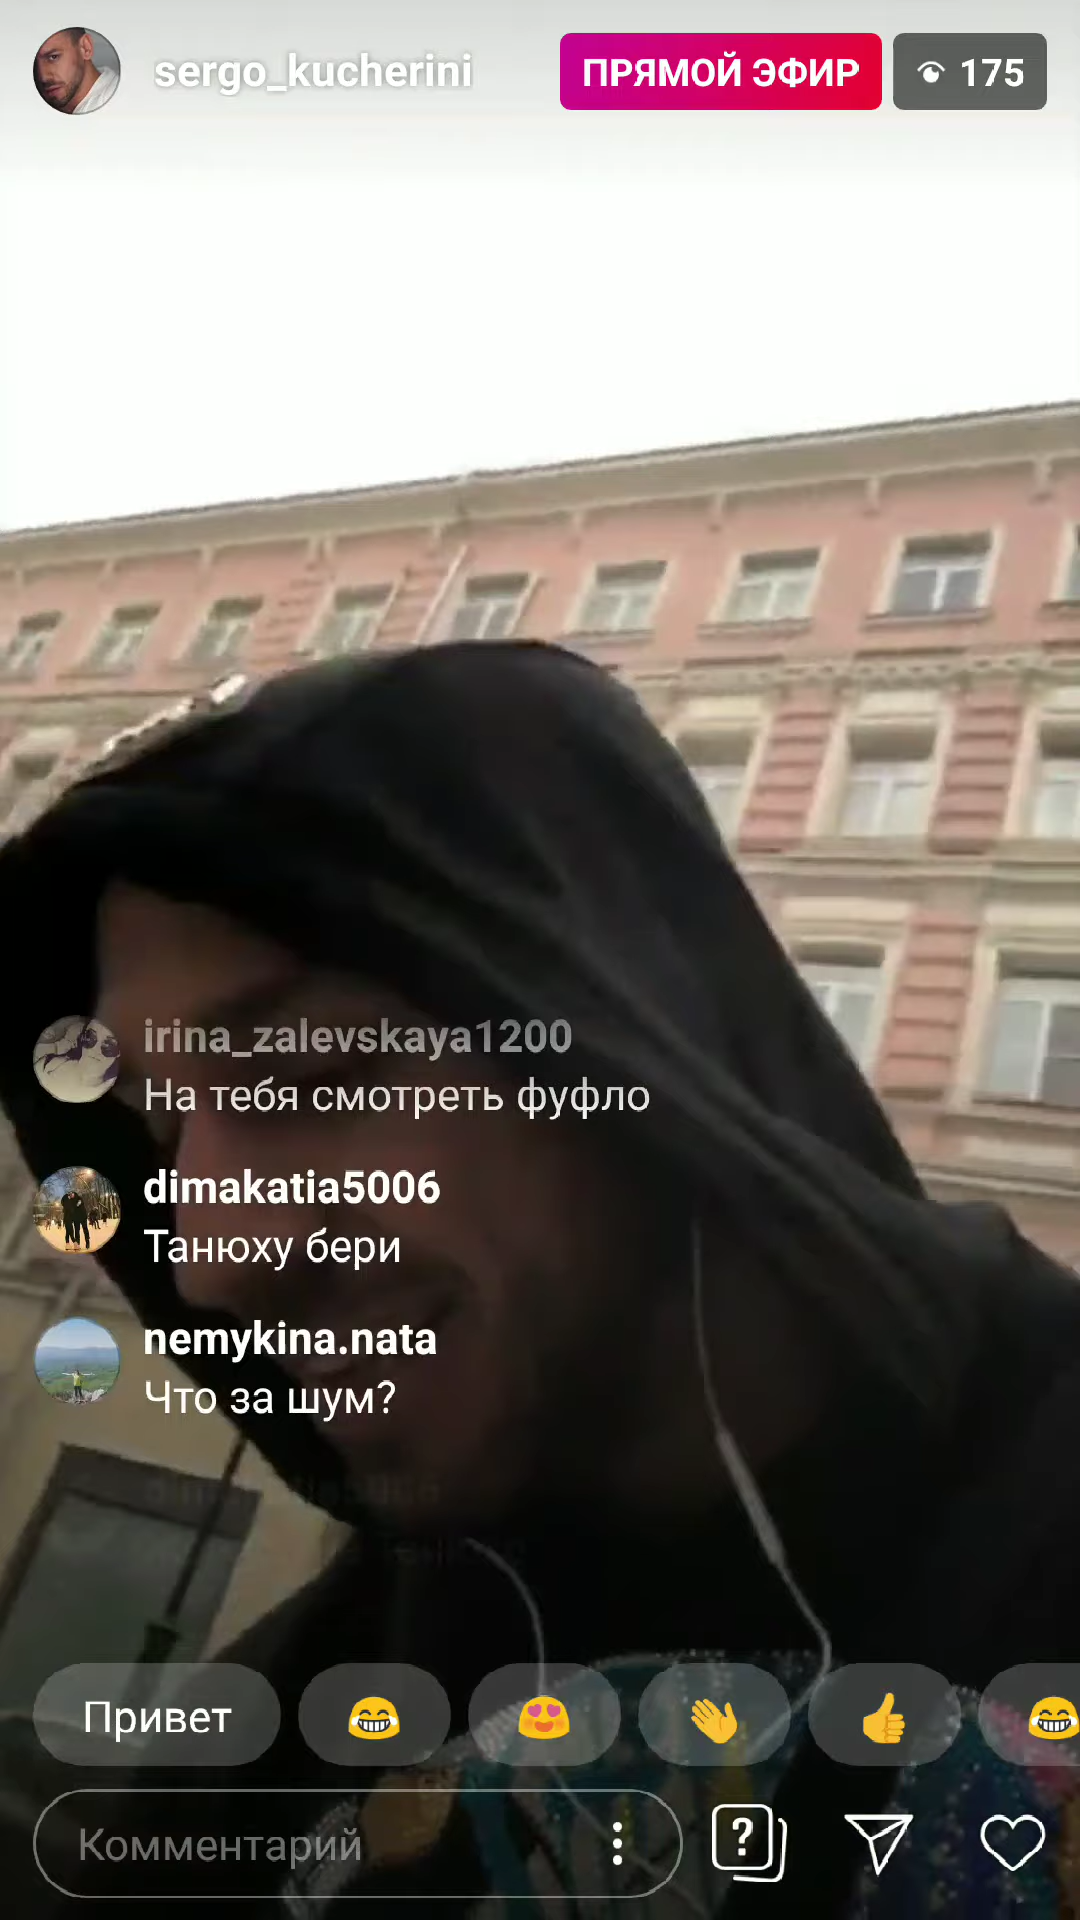 sergo_kucherini
ПРЯМОЙ ЭФИР
175
irina_zalevskaya1200
На тебя смотреть фуфло
dimakatia5006
Танюху бери
nemykina.nata
Что за шум?
Привет
Комментарий
?